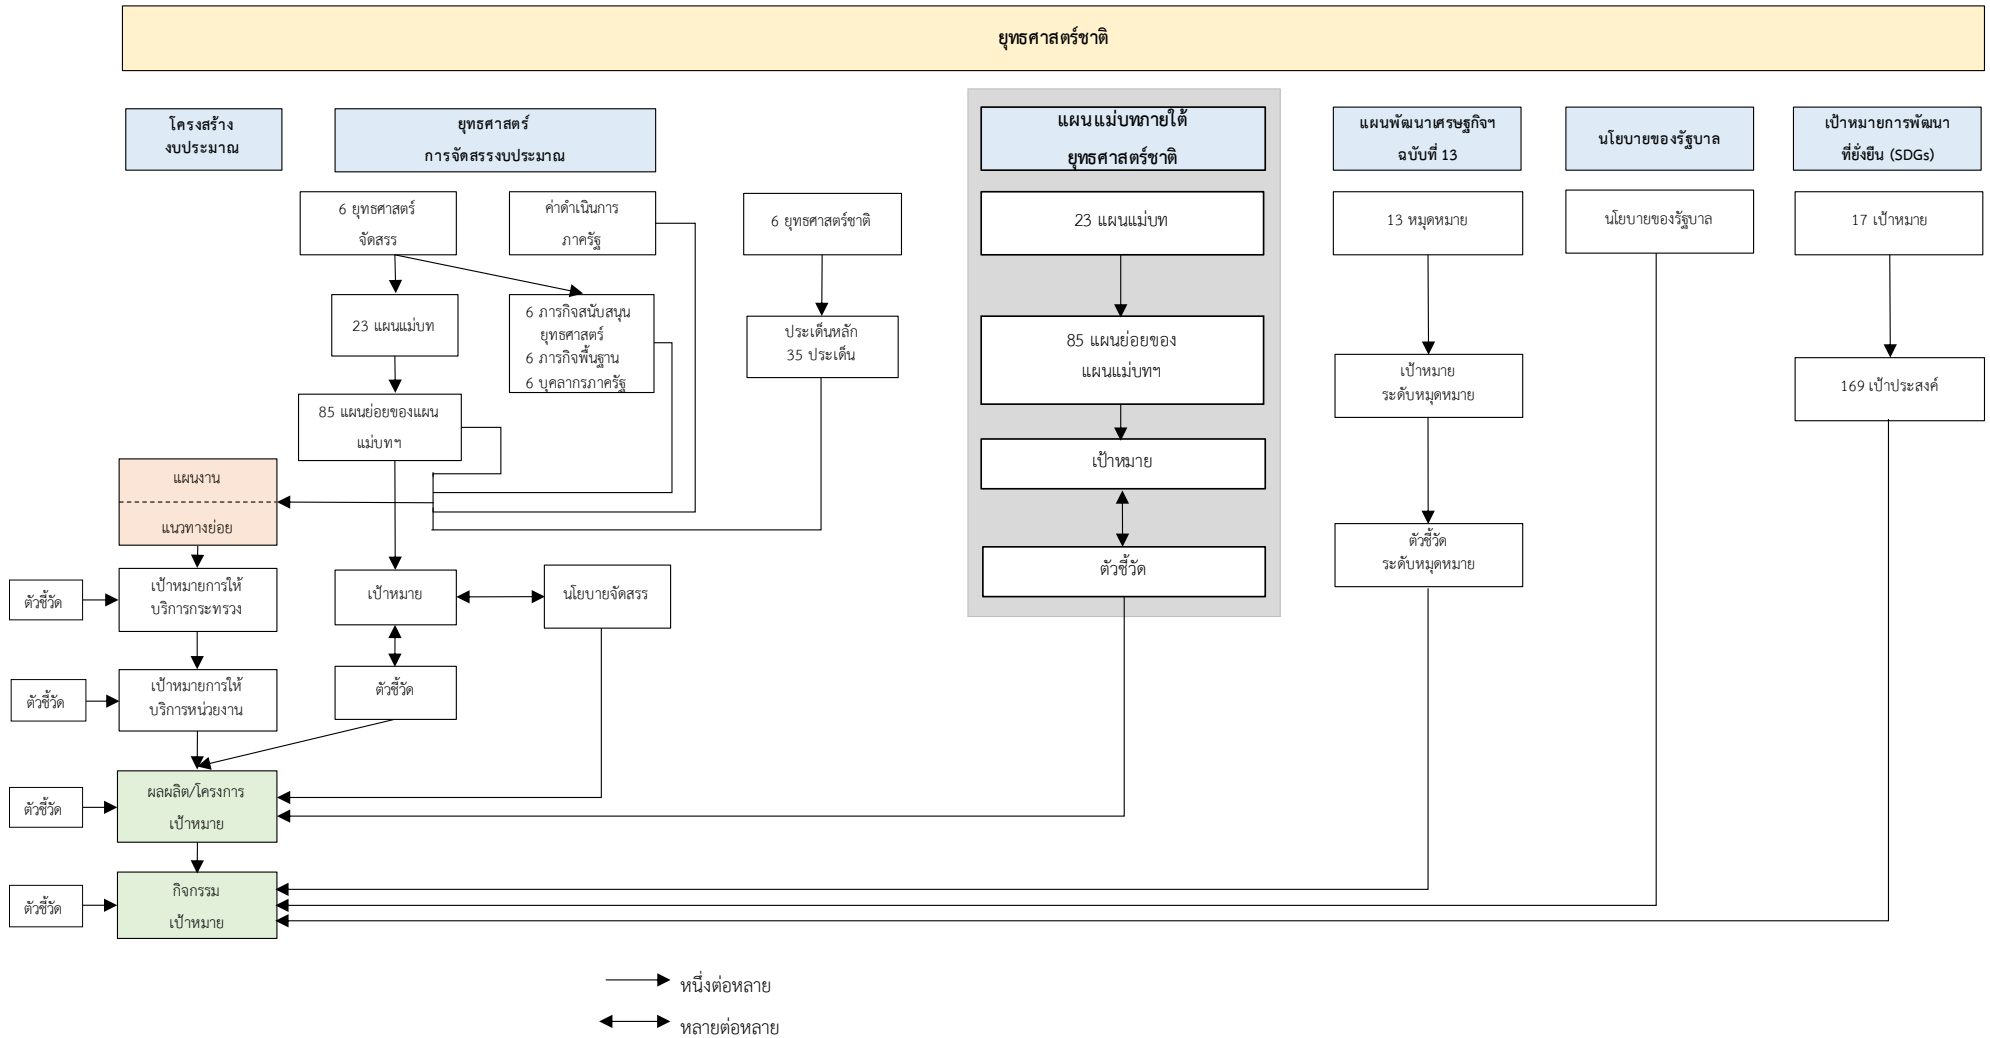 ยุทธศาสตร์ชาติ
โครงสร้าง
งบประมาณ
ยุทธศาสตร์
การจัดสรรงบประมาณ
แผนแม่บทภายใต้
ยุทธศาสตร์ชาติ
แผนพัฒนาเศรษฐกิจฯ
ฉบับที่ 13
นโยบายของรัฐบาล
เป้าหมายการพัฒนา
ที่ยั่งยืน (SDGs)
6 ยุทธศาสตร์
จัดสรร
ค่าดำเนินการ
ภาครัฐ
6 ยุทธศาสตร์ชาติ
23 แผนแม่บท
13 หมุดหมาย
นโยบายของรัฐบาล
17 เป้าหมาย
23 แผนแม่บท
6 ภารกิจสนับสนุน
ยุทธศาสตร์
6 ภารกิจพื้นฐาน
6 บุคลากรภาครัฐ
ประเด็นหลัก
35 ประเด็น
85 แผนย่อยของ
แผนแม่บทฯ
เป้าหมาย
ระดับหมุดหมาย
169 เป้าประสงค์
85 แผนย่อยของแผน
แม่บทฯ
เป้าหมาย
แผนงาน
แนวทางย่อย
ตัวชี้วัด
ระดับหมุดหมาย
ตัวชี้วัด
ตัวชี้วัด
เป้าหมายการให้
บริการกระทรวง
เป้าหมาย
นโยบายจัดสรร
ตัวชี้วัด
เป้าหมายการให้
บริการหน่วยงาน
ตัวชี้วัด
ตัวชี้วัด
ผลผลิต/โครงการ
เป้าหมาย
ตัวชี้วัด
กิจกรรม
เป้าหมาย
หนึ่งต่อหลาย
หลายต่อหลาย